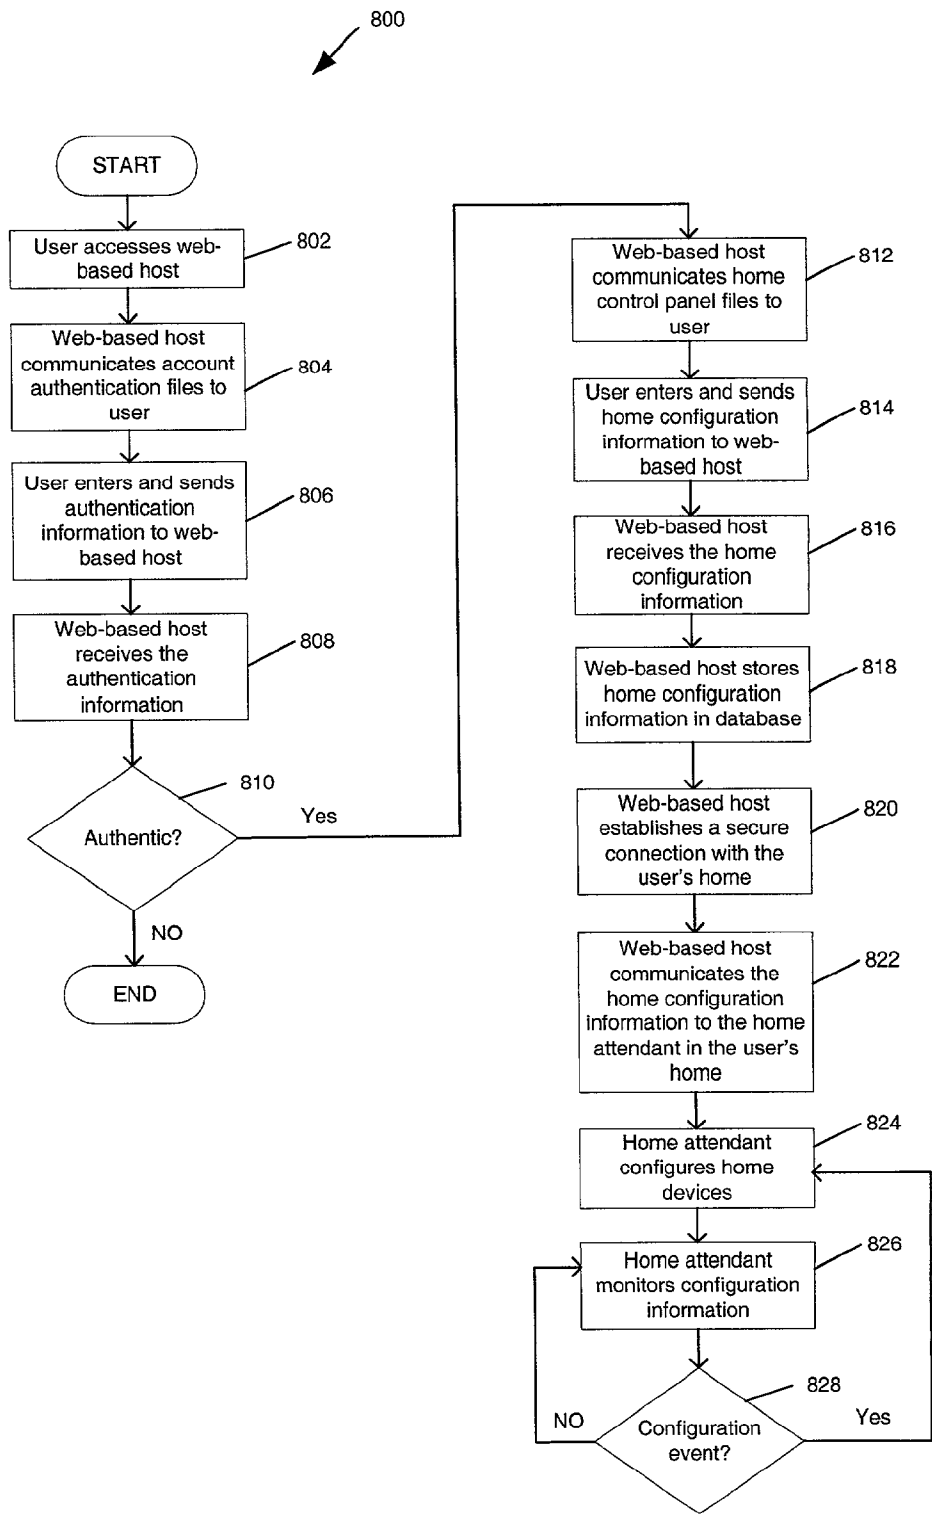 800
START
User accesses web-
based host
802
Web-based host
communicates account
authentication files to
user
804
User enters and sends
authentication
information to web-
based host
806
Web-based host
receives the
authentication
information
808
810
Authentic?
Yes
NO
END
Web-based host
communicates home
control panel files to
user
812
User enters and sends
home configuration
information to web-
based host
814
Web-based host
receives the home
configuration
information
816
Web-based host stores
home configuration
information in database
818
Web-based host
establishes a secure
connection with the
user's home
820
Web-based host
communicates the
home configuration
information to the home
attendant in the user's
home
822
Home attendant
configures home
devices
824
Home attendant
monitors configuration
information
826
828
Configuration
event?
NO
Yes